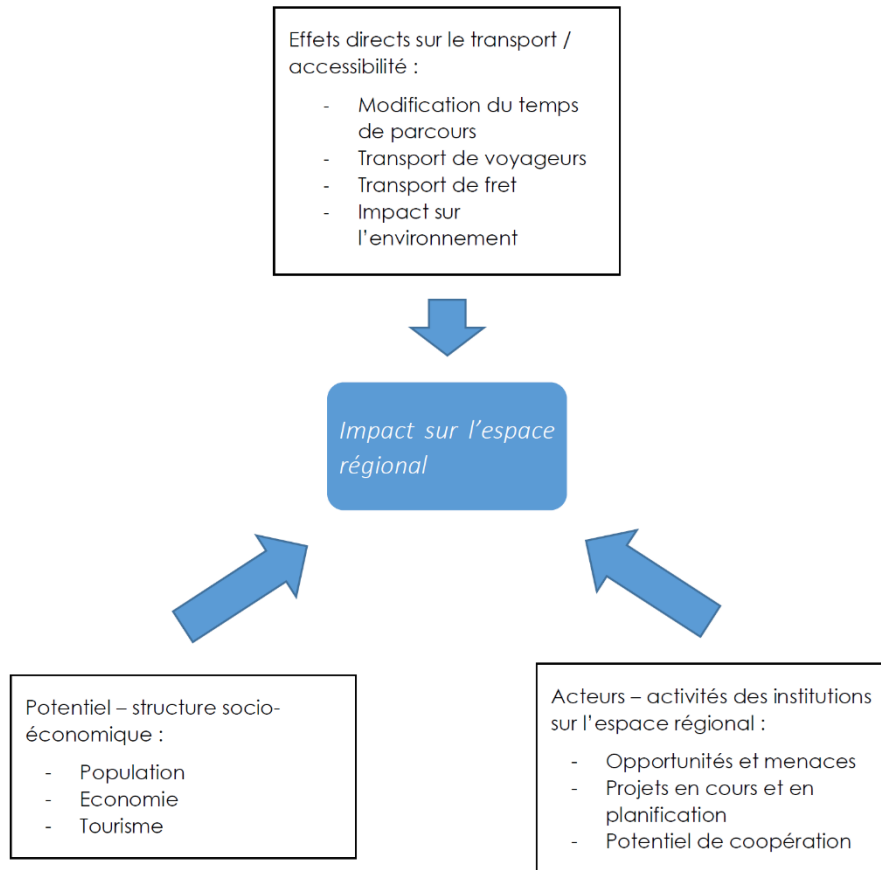 Effets directs sur le transport /
accessibilité :
- Modification du temps
de parcours
- Transport de voyageurs
- Transport de fret
- Impact sur
l'environnement
Impact sur l'espace
régional
Potentiel – structure socio-
économique :
- Population
- Economie
- Tourisme
Acteurs – activités des institutions
sur l'espace régional :
- Opportunités et menaces
- Projets en cours et en
planification
- Potentiel de coopération